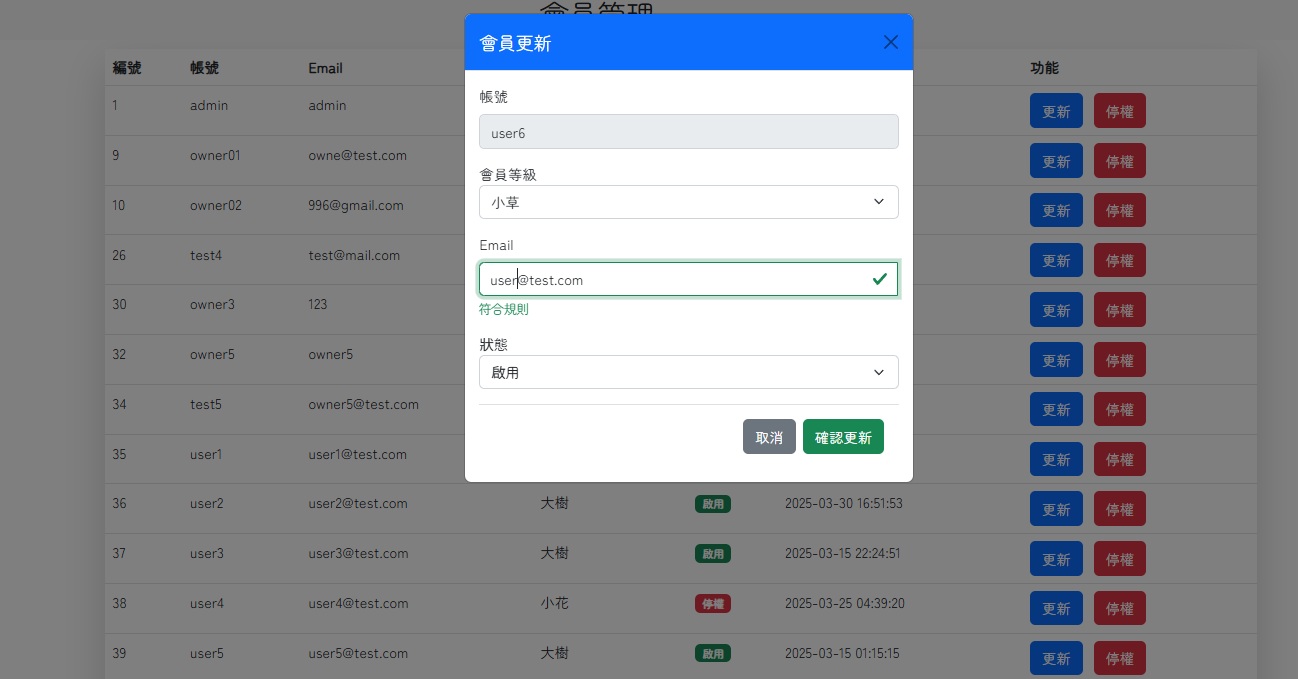 會員管理
會員更新
帳號
user6
會員等級
小草
Email
user@test.com
符合規則
狀態
啟用
取消 確認更新
編號 帳號 Email 功能
1 admin admin 更新 停權
9 owner01 owne@test.com 更新 停權
10 owner02 996@gmail.com 更新 停權
26 test4 test@mail.com 更新 停權
30 owner3 123 更新 停權
32 owner5 owner5 更新 停權
34 test5 owner5@test.com 更新 停權
35 user1 user1@test.com 更新 停權
36 user2 user2@test.com 大樹 啟用 2025-03-30 16:51:53 更新 停權
37 user3 user3@test.com 大樹 啟用 2025-03-15 22:24:51 更新 停權
38 user4 user4@test.com 小花 停權 2025-03-25 04:39:20 更新 停權
39 user5 user5@test.com 大樹 啟用 2025-03-15 01:15:15 更新 停權